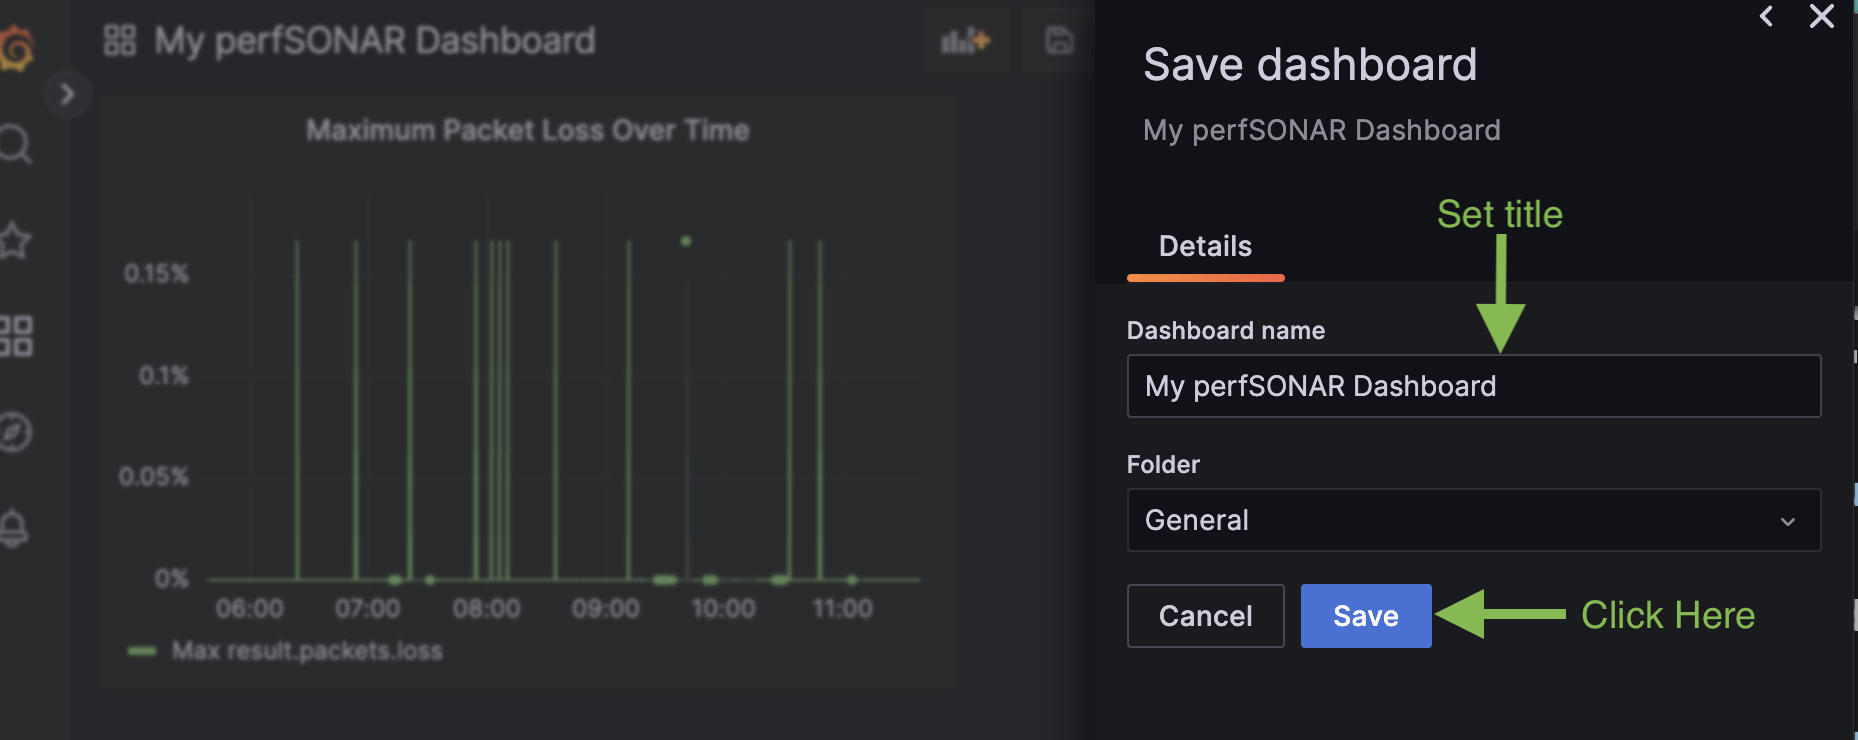 My perfSONAR Dashboard
Maximum Packet Loss Over Time
0.15%
0.1%
0.05%
0%
06:00 07:00 08:00 09:00 10:00 11:00
Max result.packets.loss
Save dashboard
My perfSONAR Dashboard
Set title
Details
Dashboard name
My perfSONAR Dashboard
Folder
General
Cancel
Save
Click Here